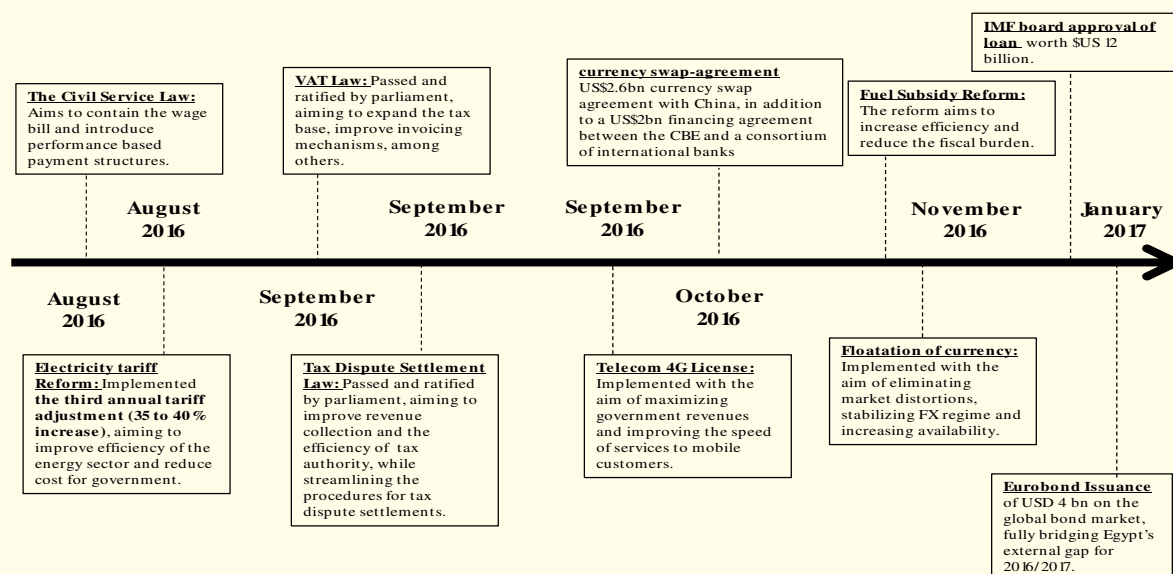 IMF board approval of
loan worth $US 12
billion.
The Civil Service Law:
Aims to contain the wage
bill and introduce
performance based
payment structures.
VAT Law: Passed and
ratified by parliament,
aiming to expand the tax
base, improve invoicing
mechanisms, among
others.
currency swap-agreement
US$2.6bn currency swap
agreement with China, in addition
to a US$2bn financing agreement
between the CBE and a consortium
of international banks
Fuel Subsidy Reform:
The reform aims to
increase efficiency and
reduce the fiscal burden.
August
2016
September
2016
September
2016
November
2016
January
2017
August
2016
September
2016
October
2016
Electricity tariff
Reform: Implemented
the third annual tariff
adjustment (35 to 40%
increase), aiming to
improve efficiency of the
energy sector and reduce
cost for government.
Tax Dispute Settlement
Law: Passed and ratified
by parliament, aiming to
improve revenue
collection and the
efficiency of tax
authority, while
streamlining the
procedures for tax
dispute settlements.
Telecom 4G License:
Implemented with the
aim of maximizing
government revenues
and improving the speed
of services to mobile
customers.
Floatation of currency:
Implemented with the
aim of eliminating
market distortions,
stabilizing FX regime and
increasing availability.
Eurobond Issuance
of USD 4 bn on the
global bond market,
fully bridging Egypt's
external gap for
2016/2017.